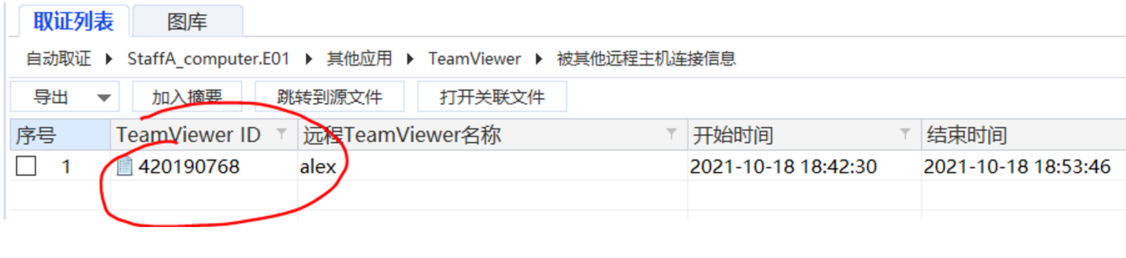 取证列表 图库
自动取证 ▸ StaffA_computer.E01 ▸ 其他应用 ▸ TeamViewer ▸ 被其他远程主机连接信息
导出 加入摘要 跳转到源文件 打开关联文件
序号 TeamViewer ID 远程TeamViewer名称 开始时间 结束时间
1 420190768 alex 2021-10-18 18:42:30 2021-10-18 18:53:46